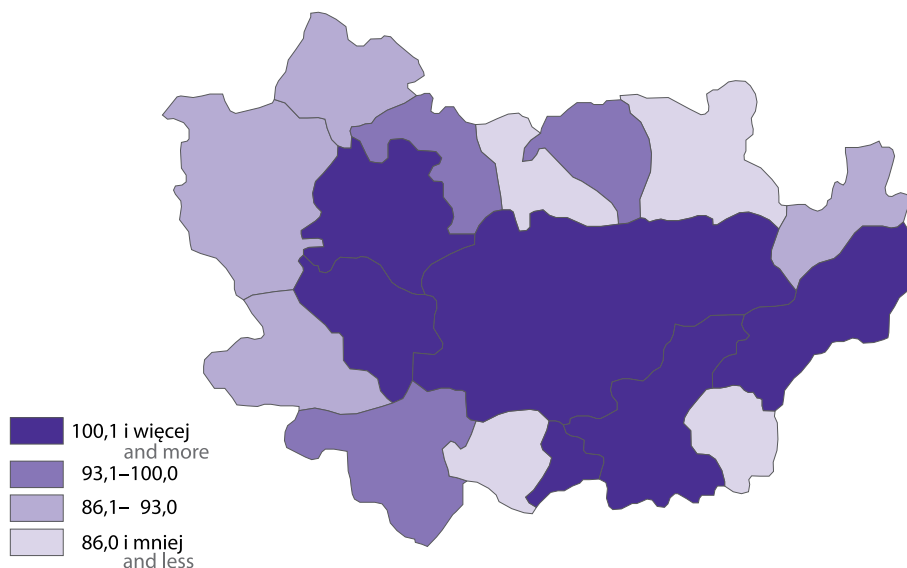 100,1 i więcej
and more
93,1–100,0
86,1– 93,0
86,0 i mniej
and less